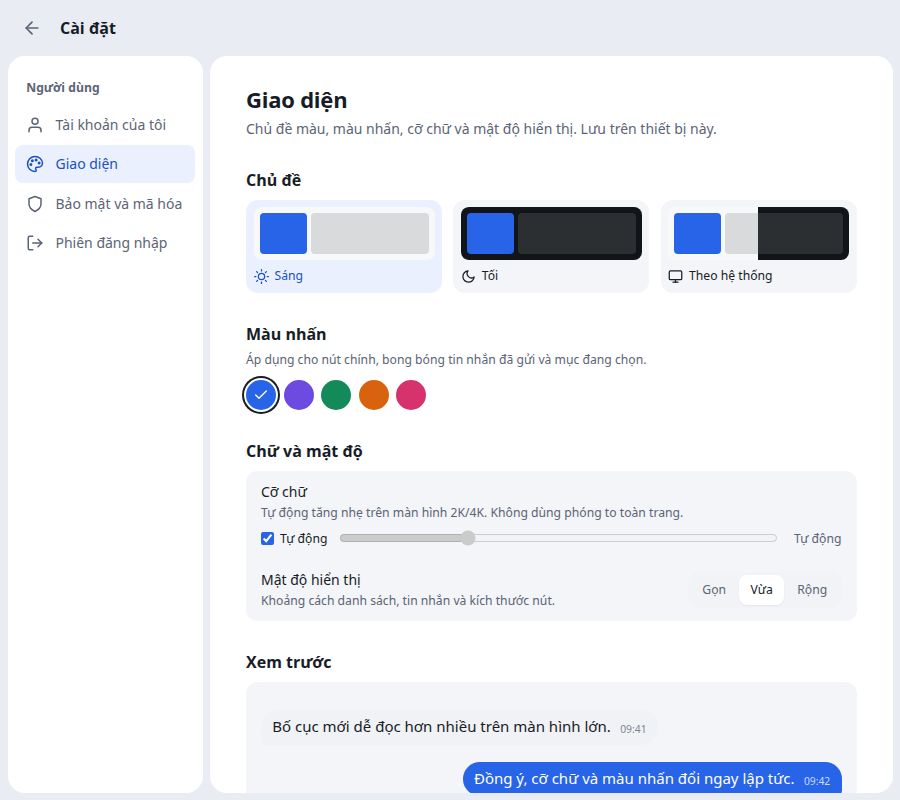 Cài đặt
Người dùng
Tài khoản của tôi
Giao diện
Bảo mật và mã hóa
Phiên đăng nhập
Giao diện
Chủ đề màu, màu nhấn, cỡ chữ và mật độ hiển thị. Lưu trên thiết bị này.
Chủ đề
Sáng
Tối
Theo hệ thống
Màu nhấn
Áp dụng cho nút chính, bong bóng tin nhắn đã gửi và mục đang chọn.
Chữ và mật độ
Cỡ chữ
Tự động tăng nhẹ trên màn hình 2K/4K. Không dùng phóng to toàn trang.
Tự động
Tự động
Mật độ hiển thị
Khoảng cách danh sách, tin nhắn và kích thước nút.
Gọn
Vừa
Rộng
Xem trước
Bố cục mới dễ đọc hơn nhiều trên màn hình lớn. 09:41
Đồng ý, cỡ chữ và màu nhấn đổi ngay lập tức. 09:42